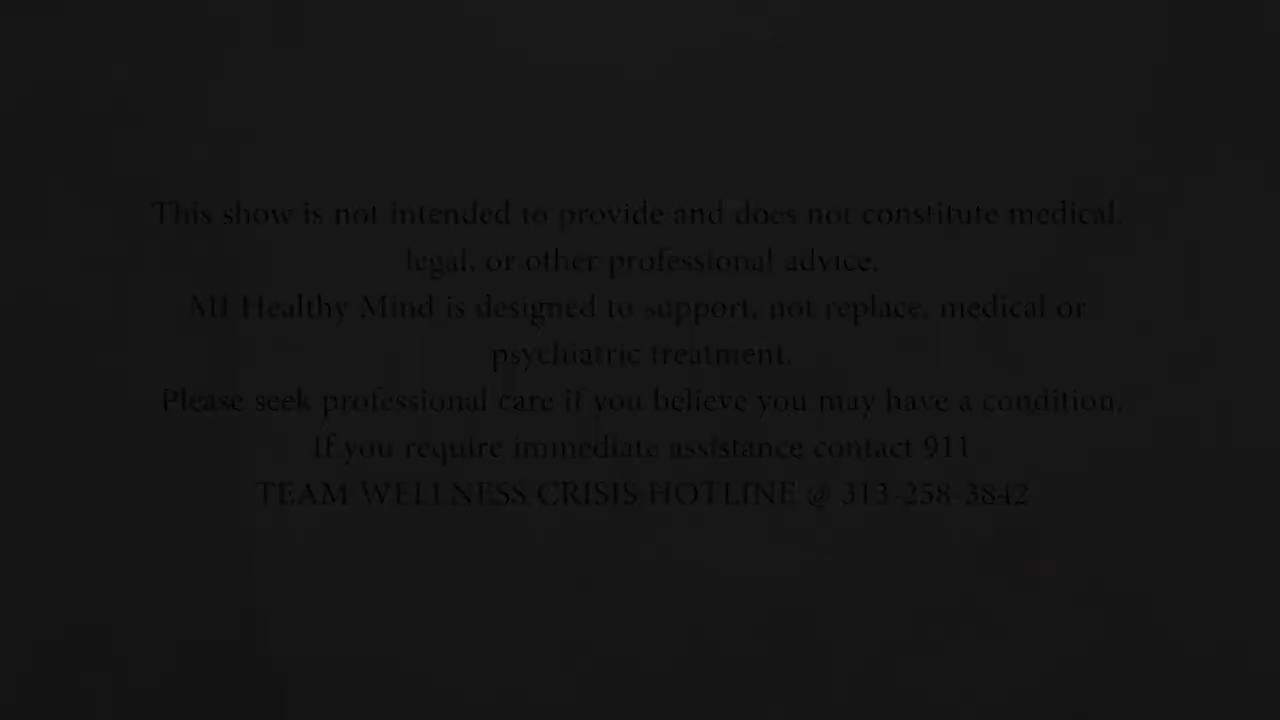 This show is not intended to provide and does not constitute medical,
legal, or other professional advice.
MI Healthy Mind is designed to support, not replace, medical or
psychiatric treatment.
Please seek professional care if you believe you may have a condition.
If you require immediate assistance contact 911
TEAM WELLNESS CRISIS HOTLINE @ 313-258-3842